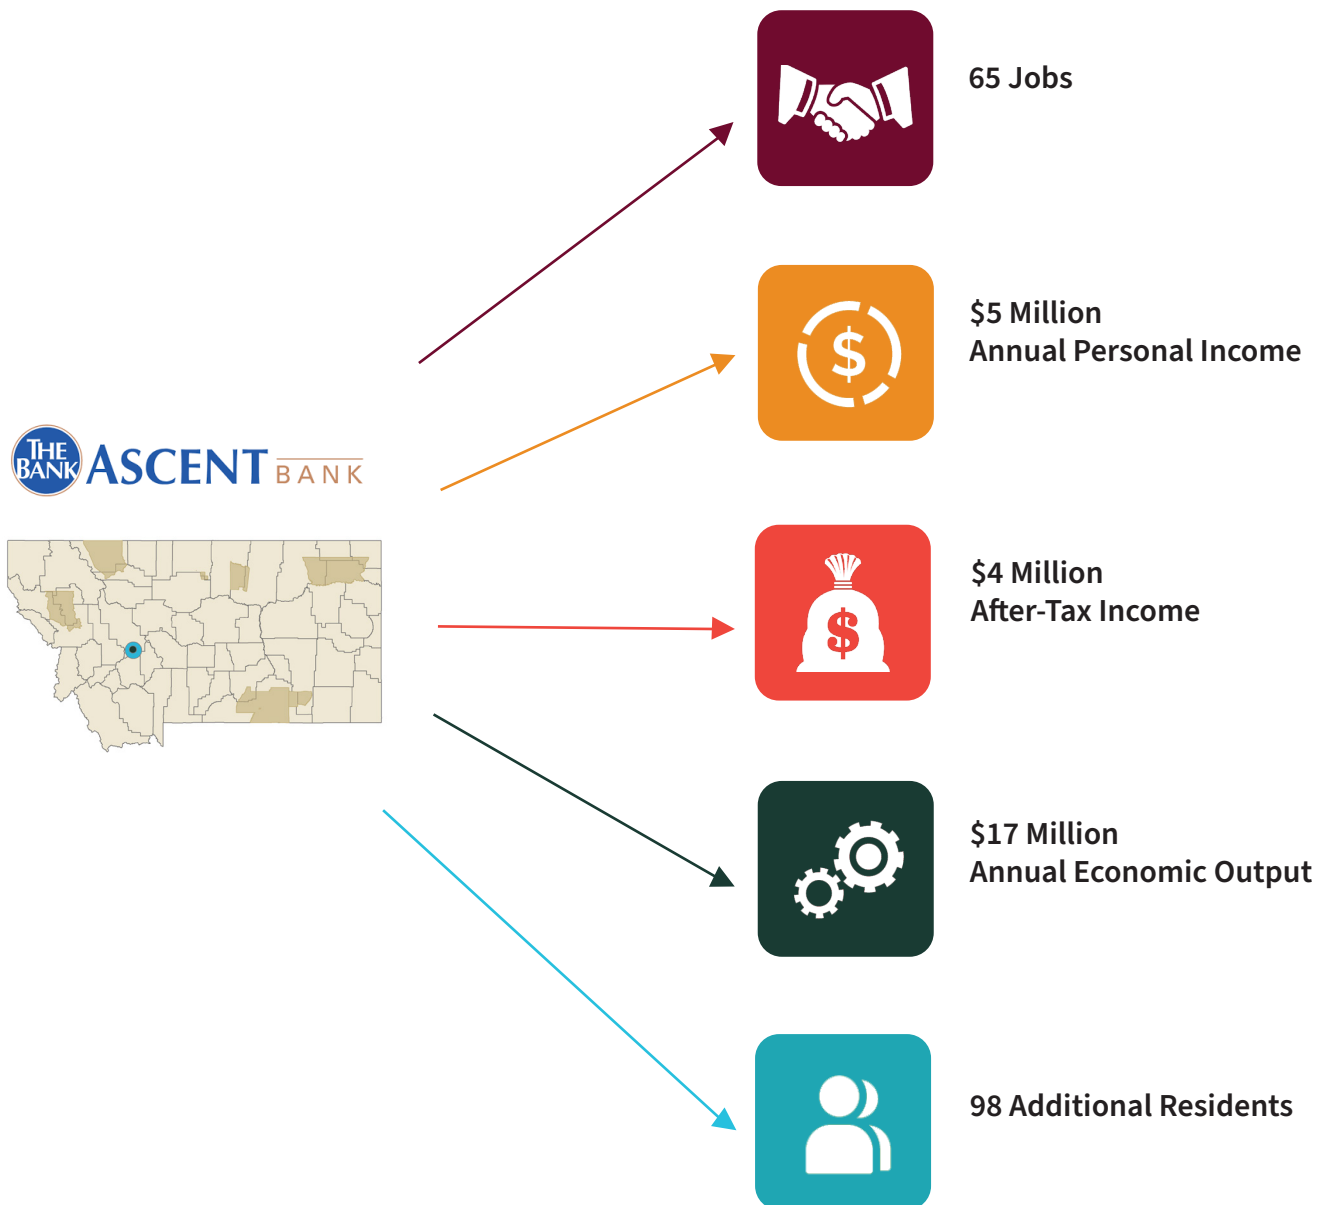 65 Jobs
$5 Million
Annual Personal Income
THE
BANK
ASCENT BANK
$4 Million
After-Tax Income
$17 Million
Annual Economic Output
98 Additional Residents
$
$